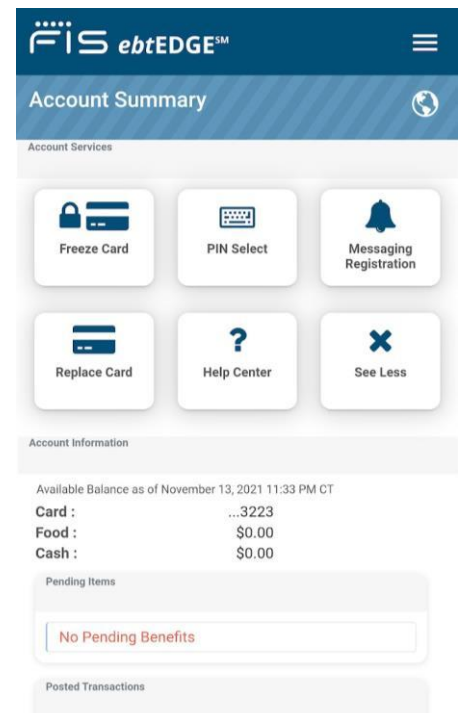 FIS ebtEDGE℠
Account Summary
Account Services
Freeze Card
PIN Select
Messaging
Registration
Replace Card
?
Help Center
See Less
Account Information
Available Balance as of November 13, 2021 11:33 PM CT
Card : ...3223
Food : $0.00
Cash : $0.00
Pending Items
No Pending Benefits
Posted Transactions